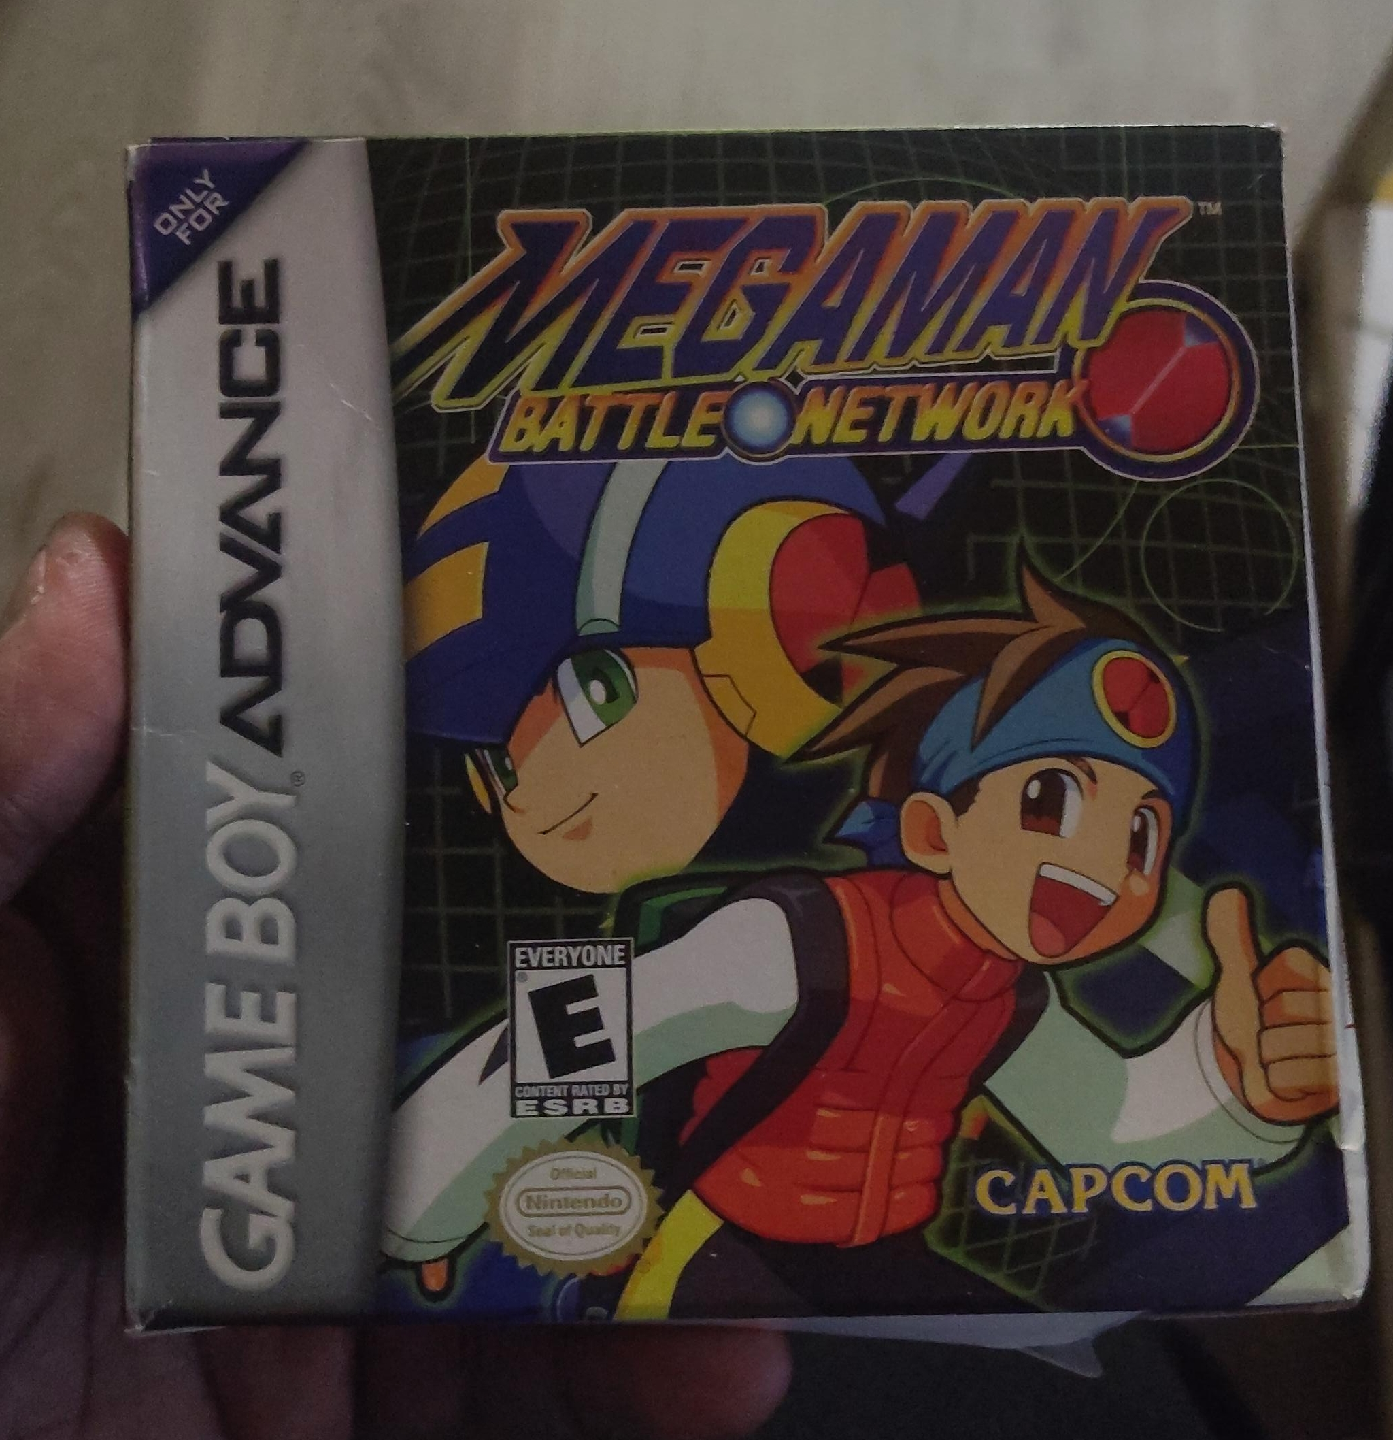 ONLY
FOR
GAME BOY ADVANCE
®
MEGAMAN™
BATTLE NETWORK
EVERYONE
E
®
CONTENT RATED BY
ESRB
Official
Nintendo
Seal of Quality
CAPCOM